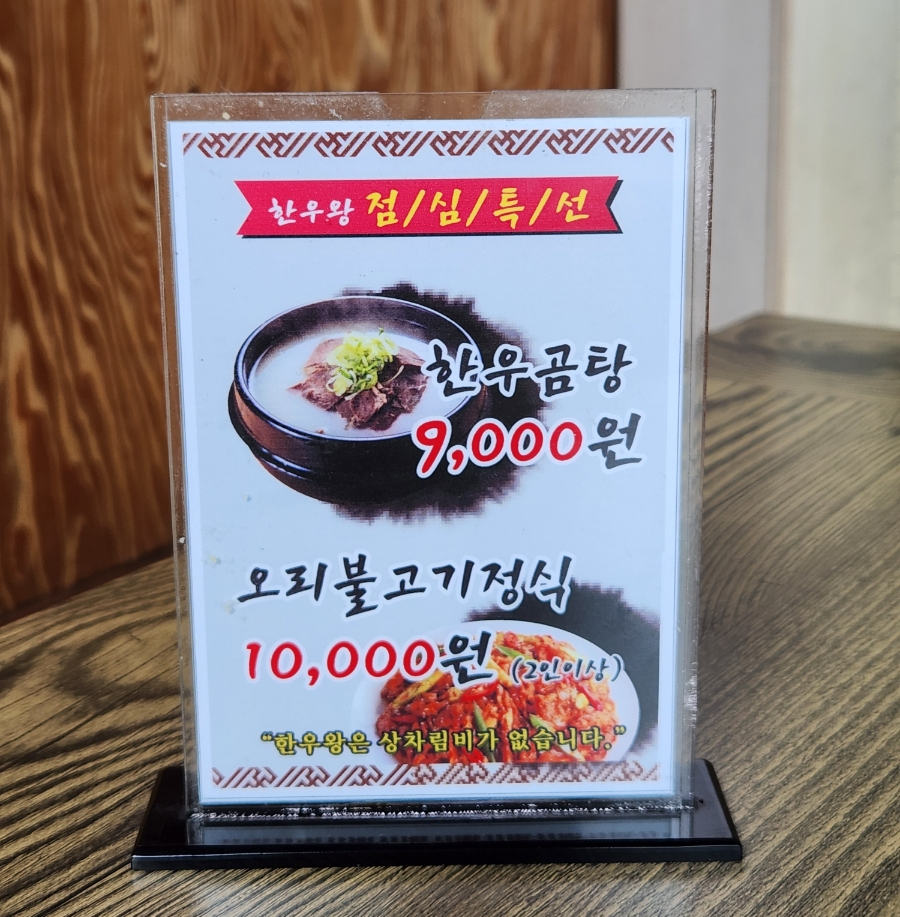 한우왕 점/심/특/선
한우곰탕
9,000원
오리불고기정식
10,000원 (2인이상)
"한우왕은 상차림비가 없습니다."